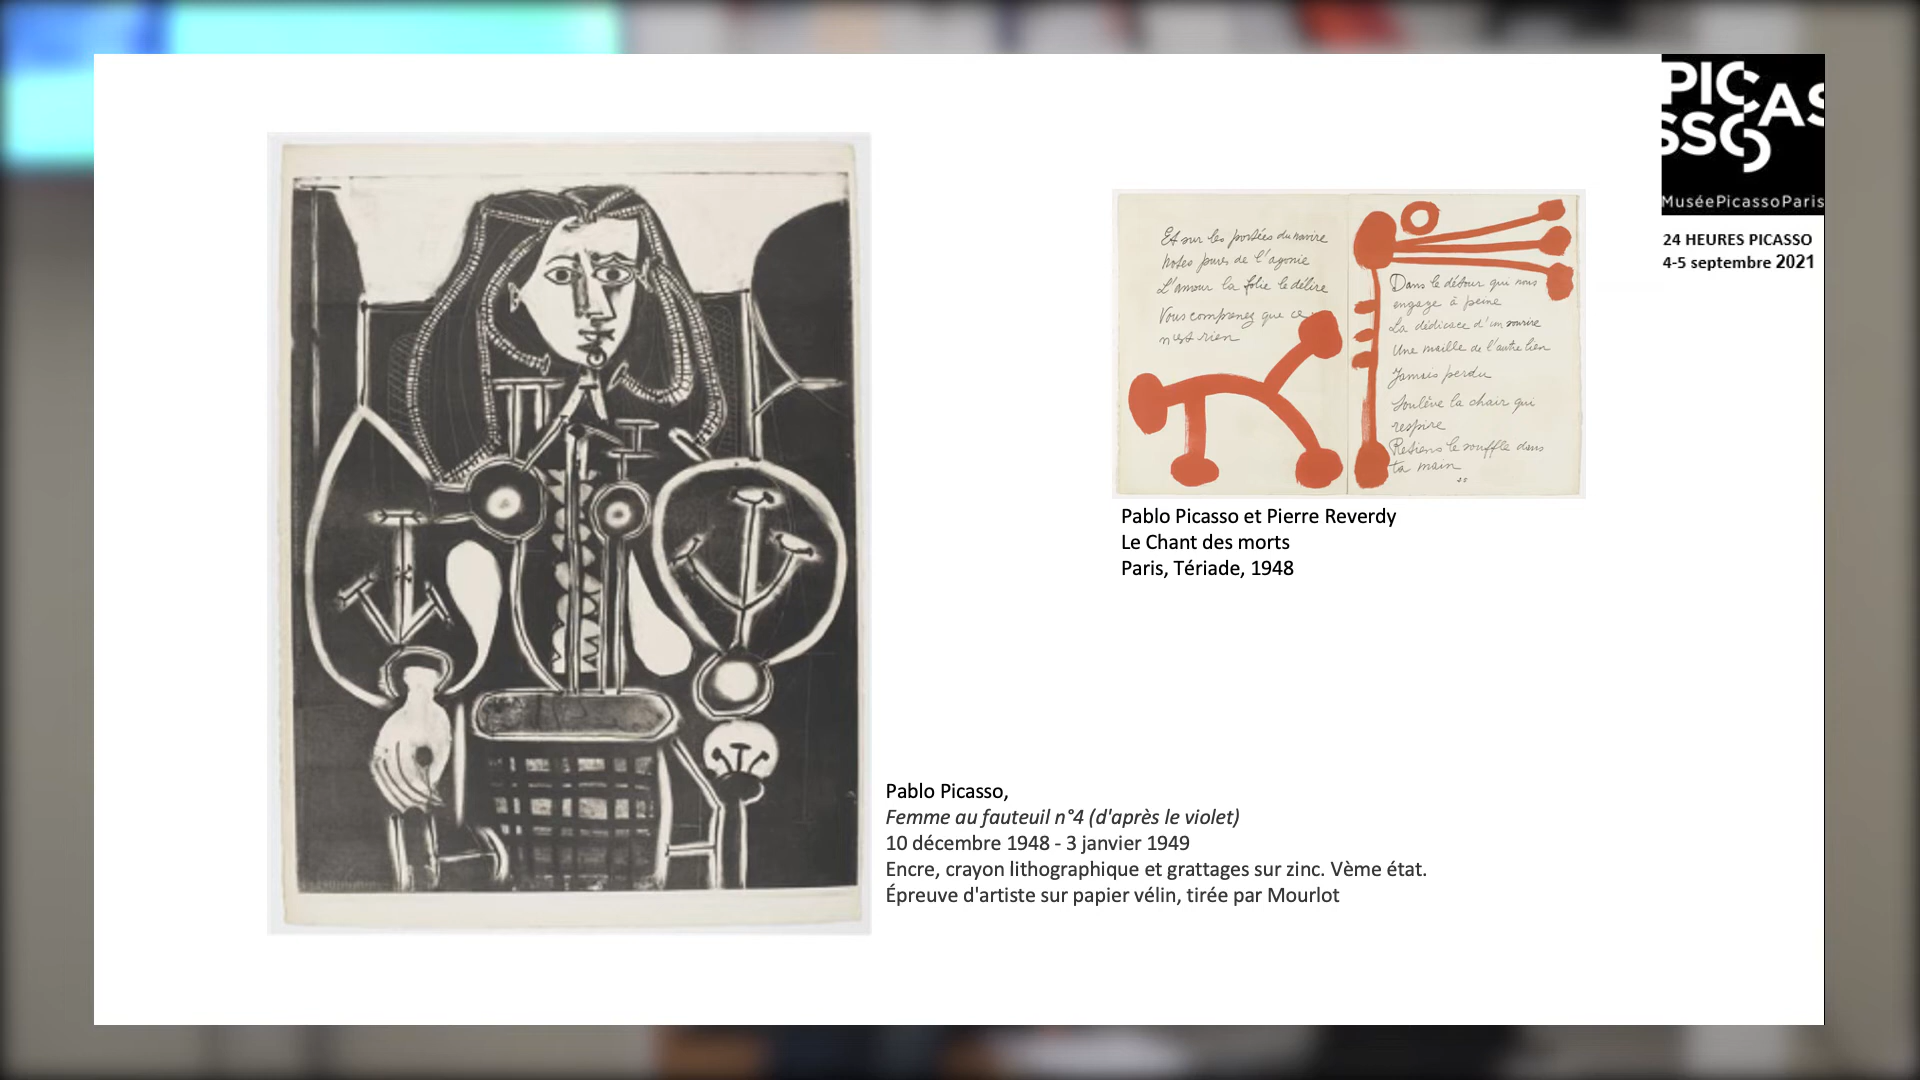 PIC
CAS
SSO
MuséePicassoParis
24 HEURES PICASSO
4-5 septembre 2021
Et sur les portées du navire
Notes pures de l'agonie
L'amour la folie le délire
Vous comprenez que ce
n'est rien
Dans le détour qui nous
engage à peine
La dédicace d'un sourire
Une maille de l'autre lien
Jamais perdu
Soulève la chair qui
respire
Retiens le souffle dans
ta main
Pablo Picasso et Pierre Reverdy
Le Chant des morts
Paris, Tériade, 1948
Pablo Picasso,
Femme au fauteuil n°4 (d'après le violet)
10 décembre 1948 - 3 janvier 1949
Encre, crayon lithographique et grattages sur zinc. Vème état.
Épreuve d'artiste sur papier vélin, tirée par Mourlot